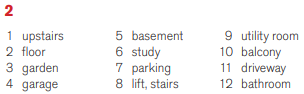 2
1 upstairs
2 floor
3 garden
4 garage
5 basement
6 study
7 parking
8 lift, stairs
9 utility room
10 balcony
11 driveway
12 bathroom